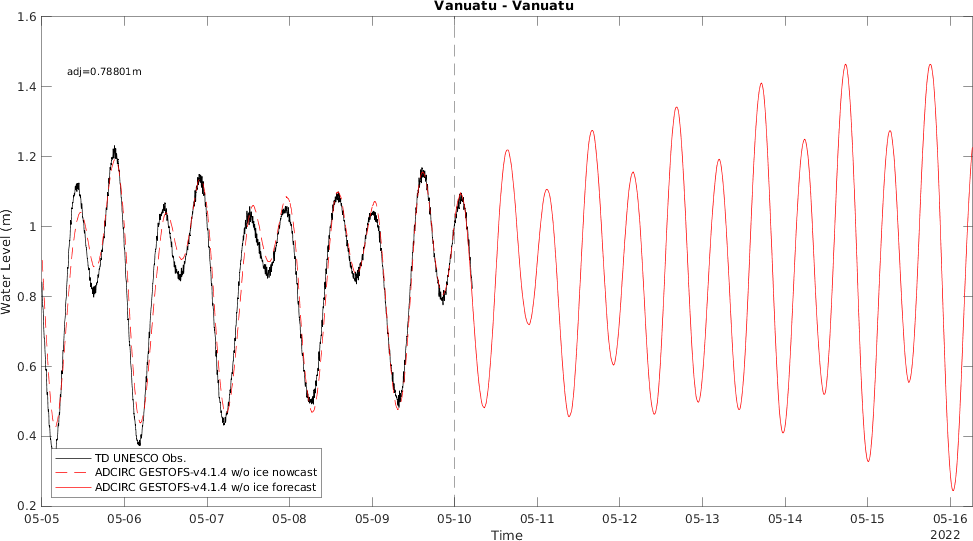 Vanuatu - Vanuatu
1.6
1.4
1.2
1
0.8
0.6
0.4
0.2
Water Level (m)
adj=0.78801m
TD UNESCO Obs.
ADCIRC GESTOFS-v4.1.4 w/o ice nowcast
ADCIRC GESTOFS-v4.1.4 w/o ice forecast
05-05 05-06 05-07 05-08 05-09 05-10 05-11 05-12 05-13 05-14 05-15 05-16
2022
Time